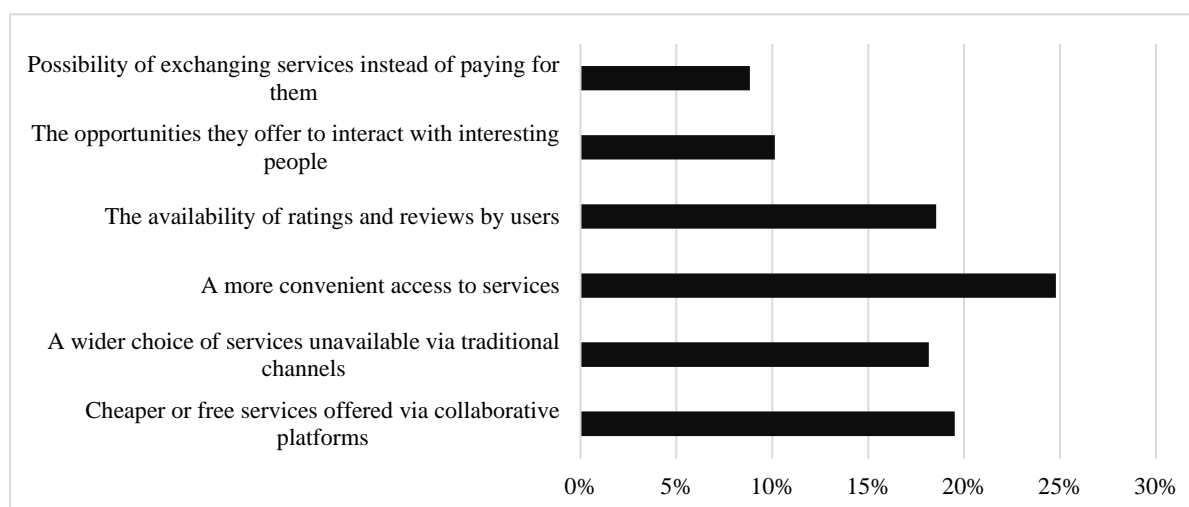 Possibility of exchanging services instead of paying for
them
The opportunities they offer to interact with interesting
people
The availability of ratings and reviews by users
A more convenient access to services
A wider choice of services unavailable via traditional
channels
Cheaper or free services offered via collaborative
platforms
0% 5% 10% 15% 20% 25% 30%